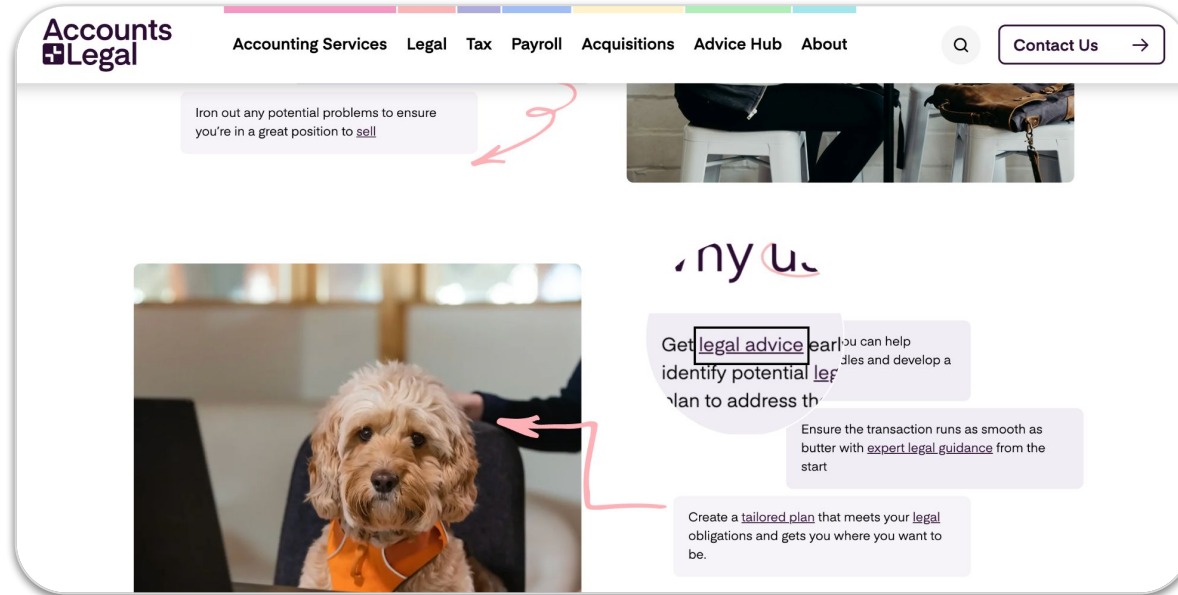 Accounts
Legal
Accounting Services Legal Tax Payroll Acquisitions Advice Hub About
Contact Us
Iron out any potential problems to ensure
you're in a great position to sell
Get legal advice
can help
identify potential
and develop a
plan to address
Ensure the transaction runs as smooth as
butter with expert legal guidance from the
start
Create a tailored plan that meets your legal
obligations and gets you where you want to
be.